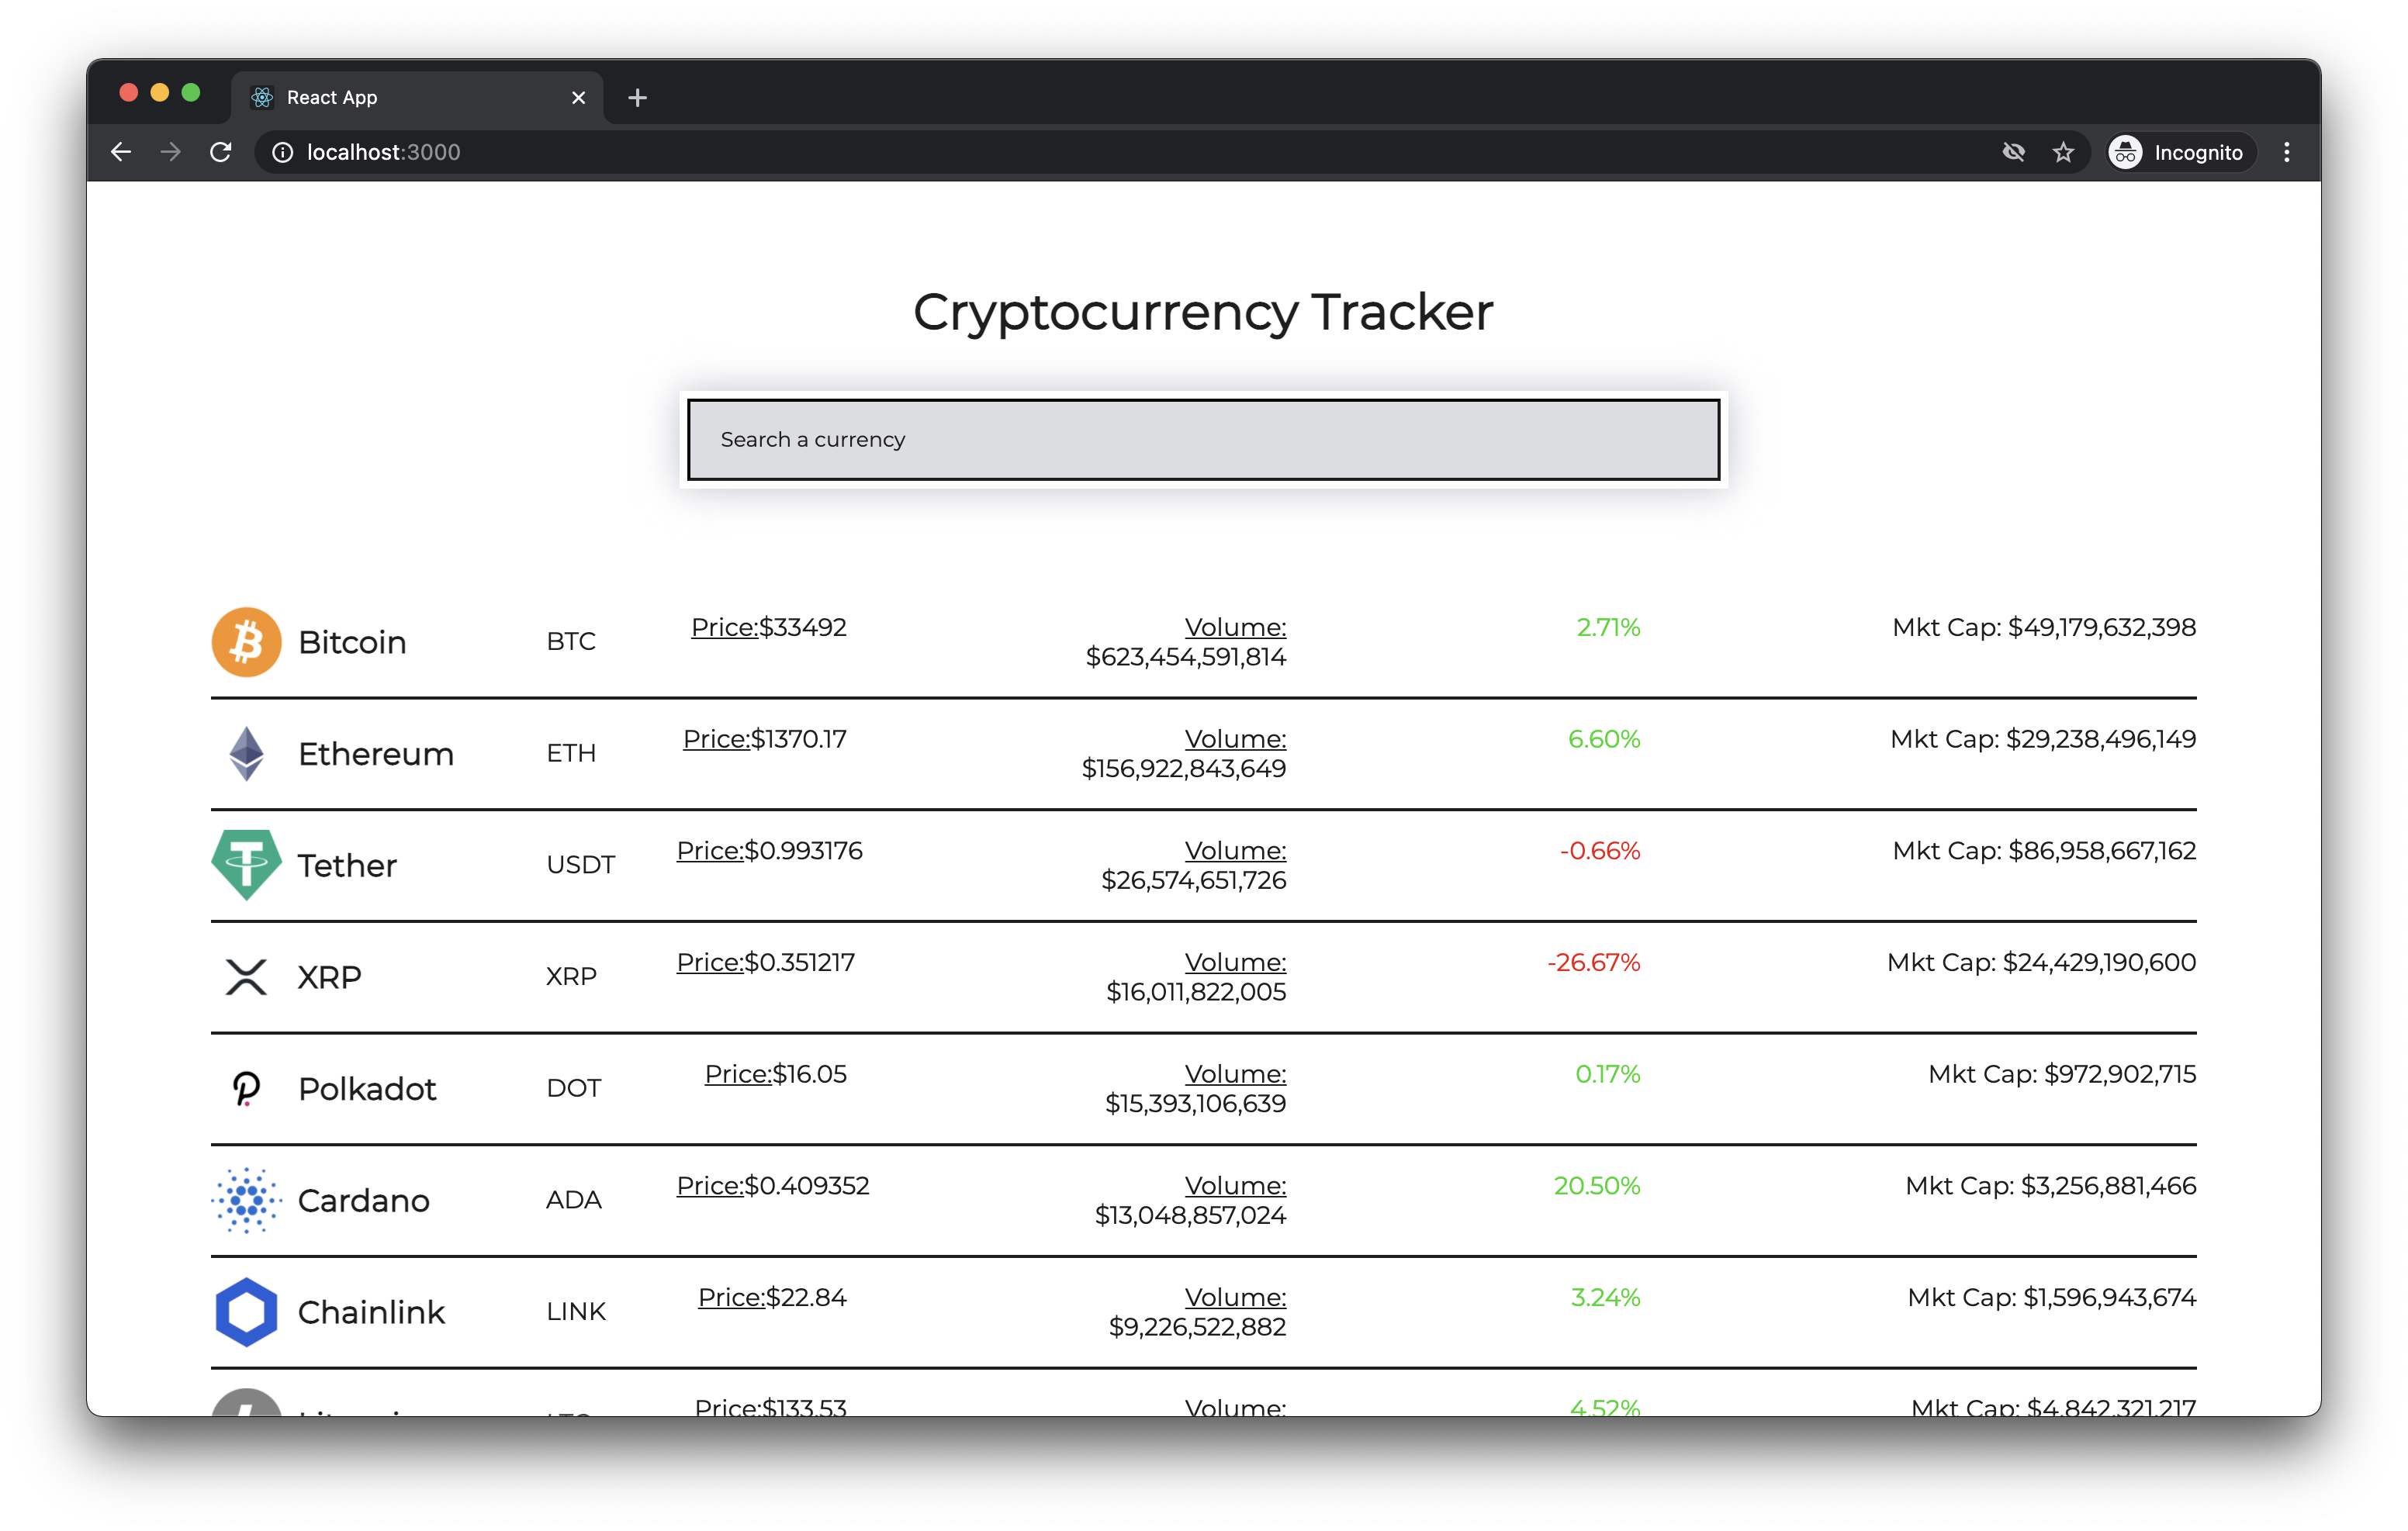 React App
localhost:3000
Incognito
Cryptocurrency Tracker
Search a currency
Bitcoin BTC Price:$33492 Volume: 2.71% Mkt Cap: $49,179,632,398
$623,454,591,814
Ethereum ETH Price:$1370.17 Volume: 6.60% Mkt Cap: $29,238,496,149
$156,922,843,649
Tether USDT Price:$0.993176 Volume: -0.66% Mkt Cap: $86,958,667,162
$26,574,651,726
XRP XRP Price:$0.351217 Volume: -26.67% Mkt Cap: $24,429,190,600
$16,011,822,005
Polkadot DOT Price:$16.05 Volume: 0.17% Mkt Cap: $972,902,715
$15,393,106,639
Cardano ADA Price:$0.409352 Volume: 20.50% Mkt Cap: $3,256,881,466
$13,048,857,024
Chainlink LINK Price:$22.84 Volume: 3.24% Mkt Cap: $1,596,943,674
$9,226,522,882
Price:$133.53 Volume: 4.52% Mkt Cap: $4,842,321,217